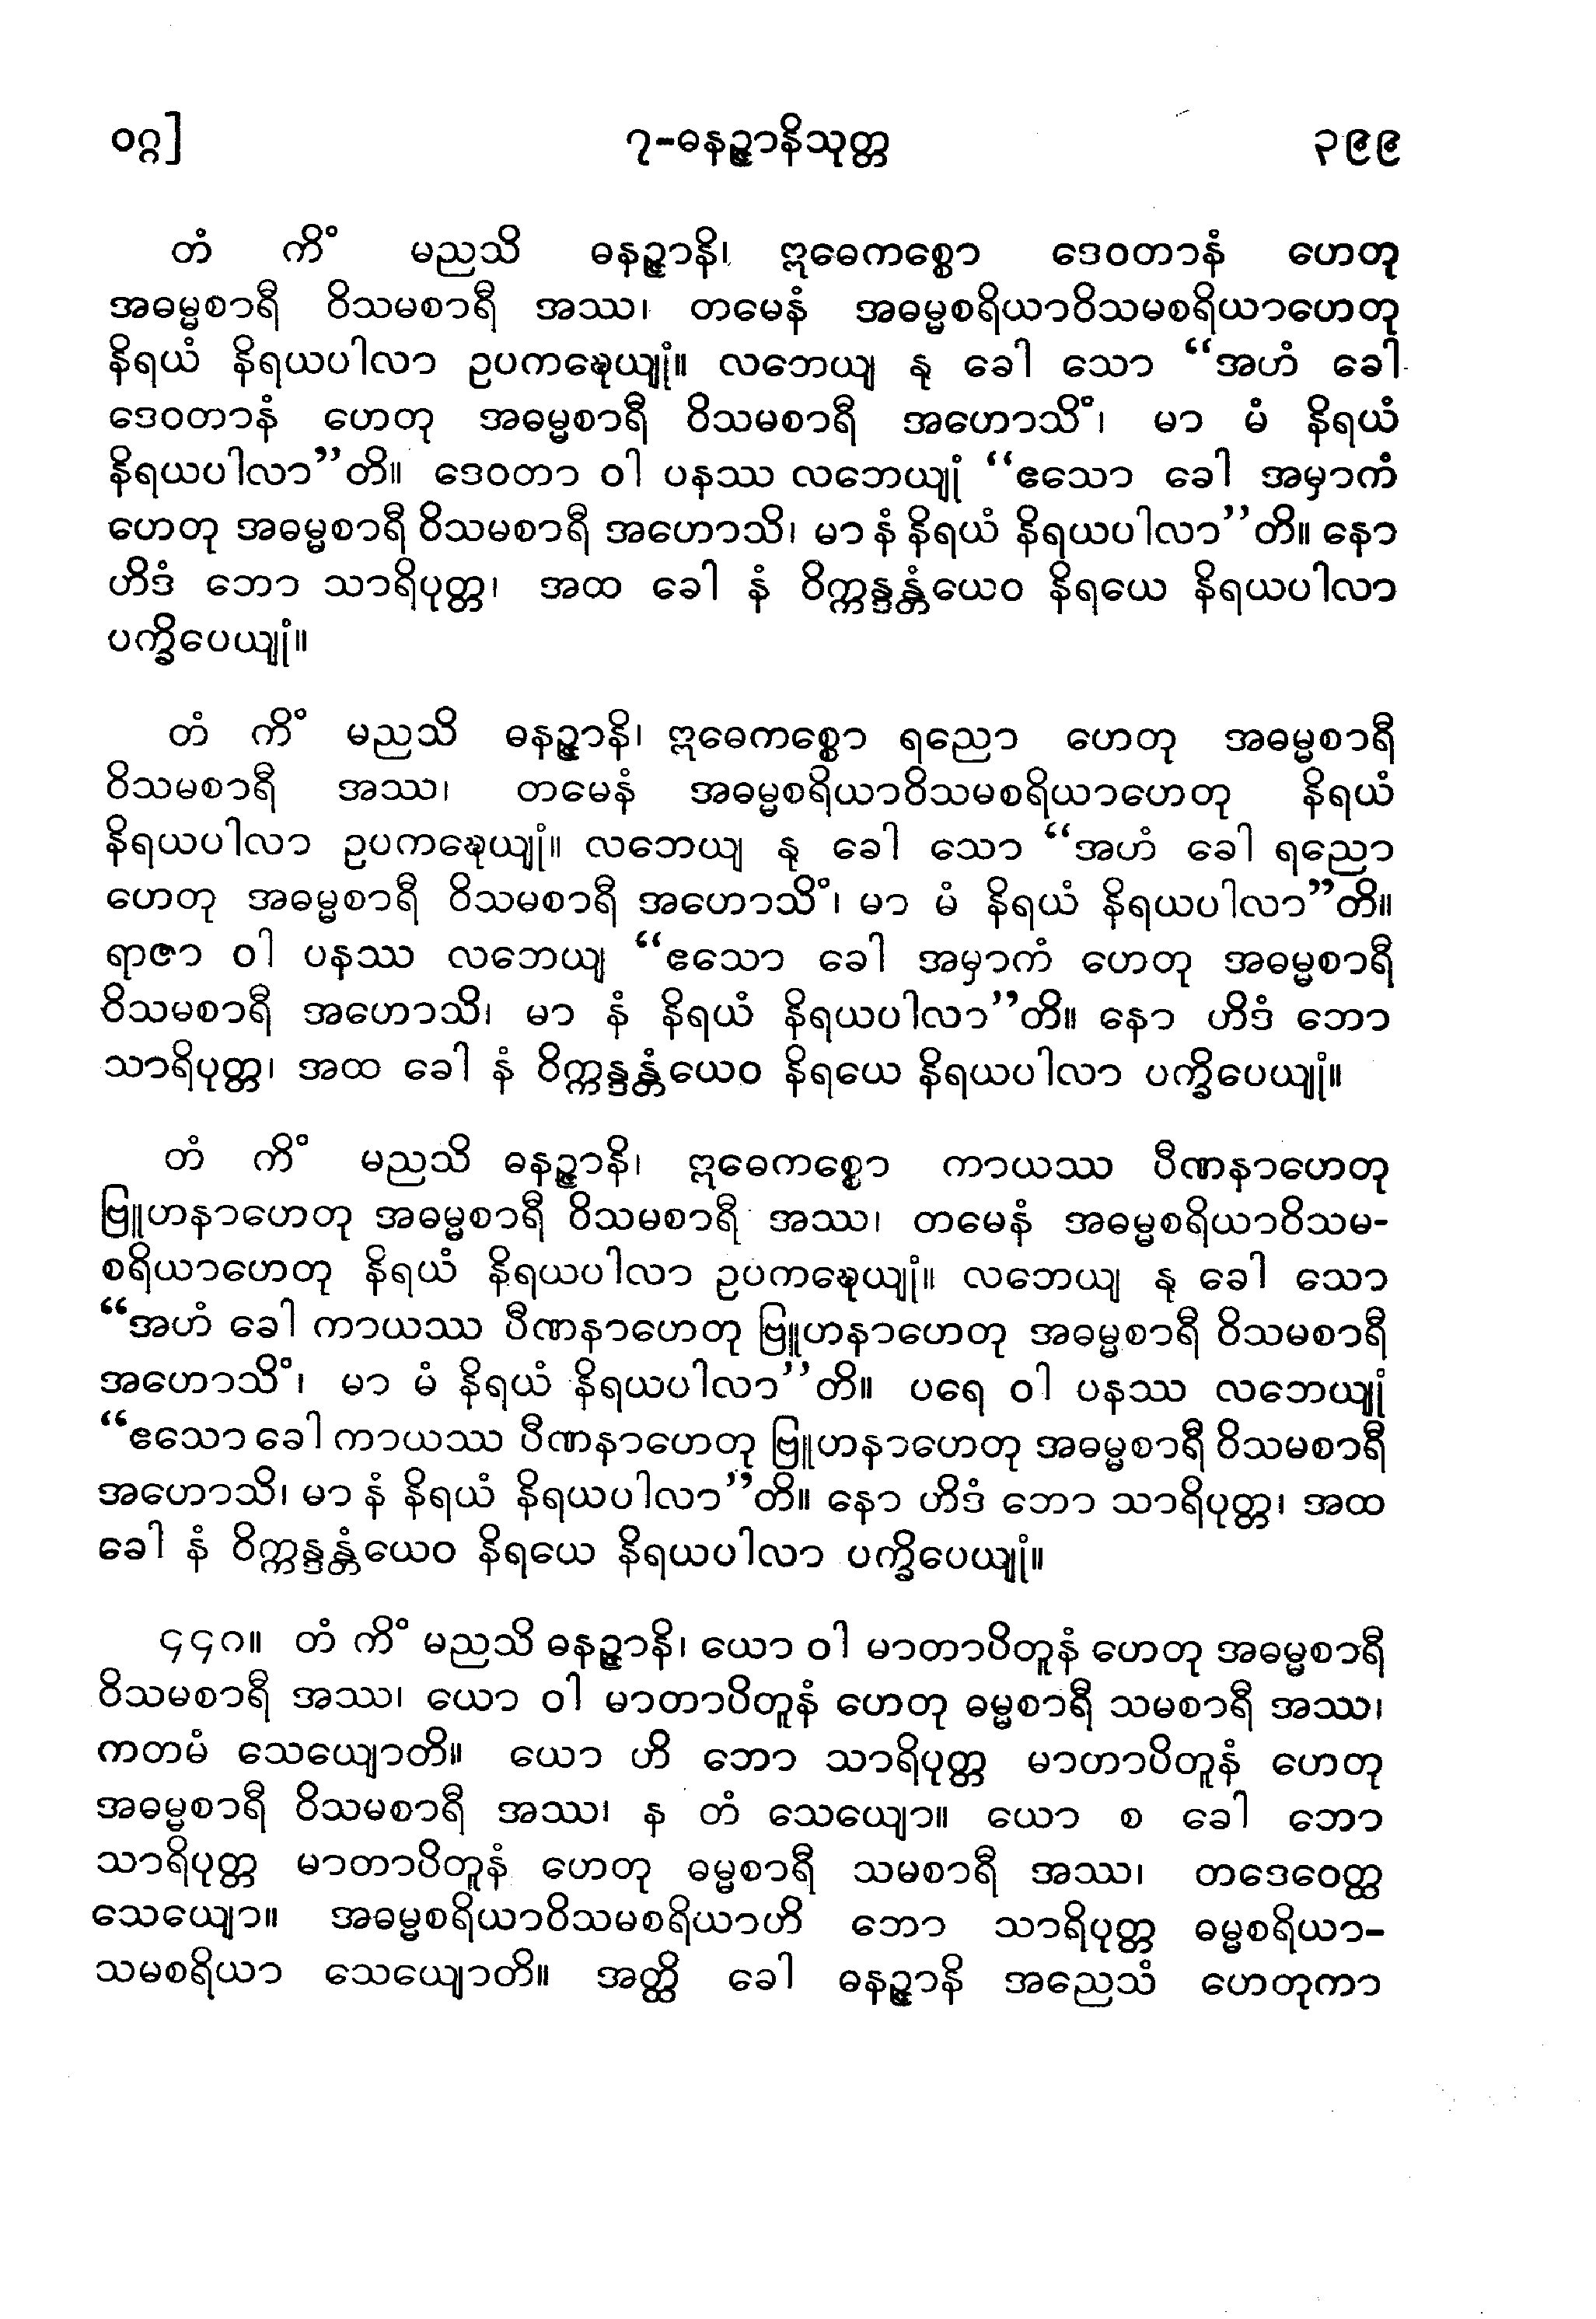 ဝဂ္ဂ]
၇-ဓနဉ္ဇာနိသုတ္တ
၃၉၉
တံ ကိံ မညသိ ဓနဉ္ဇာနိ၊ ဣဓေကစ္စော ဒေဝတာနံ ဟေတု
အဓမ္မစာရီ ဝိသမစာရီ အဿ၊ တမေနံ အဓမ္မစရိယာဝိသမစရိယာဟေတု
နိရယံ နိရယပါလာ ဥပကဍ္ဎေယျုံ။ လဘေယျ နု ခေါ သော “အဟံ ခေါ
ဒေဝတာနံ ဟေတု အဓမ္မစာရီ ဝိသမစာရီ အဟောသိံ၊ မာ မံ နိရယံ
နိရယပါလာ”တိ။ ဒေဝတာ ဝါ ပနဿ လဘေယျုံ “ဧသော ခေါ အမှာကံ
ဟေတု အဓမ္မစာရီ ဝိသမစာရီ အဟောသိ၊ မာ နံ နိရယံ နိရယပါလာ”တိ။ နော
ဟိဒံ ဘော သာရိပုတ္တ၊ အထ ခေါ နံ ဝိက္ကန္ဒန္တံယေဝ နိရယေ နိရယပါလာ
ပက္ခိပေယျုံ။
တံ ကိံ မညသိ ဓနဉ္ဇာနိ၊ ဣဓေကစ္စော ရညော ဟေတု အဓမ္မစာရီ
ဝိသမစာရီ အဿ၊ တမေနံ အဓမ္မစရိယာဝိသမစရိယာဟေတု နိရယံ
နိရယပါလာ ဥပကဍ္ဎေယျုံ။ လဘေယျ နု ခေါ သော “အဟံ ခေါ ရညော
ဟေတု အဓမ္မစာရီ ဝိသမစာရီ အဟောသိံ၊ မာ မံ နိရယံ နိရယပါလာ”တိ။
ရာဇာ ဝါ ပနဿ လဘေယျ “ဧသော ခေါ အမှာကံ ဟေတု အဓမ္မစာရီ
ဝိသမစာရီ အဟောသိ၊ မာ နံ နိရယံ နိရယပါလာ”တိ။ နော ဟိဒံ ဘော
သာရိပုတ္တ၊ အထ ခေါ နံ ဝိက္ကန္ဒန္တံယေဝ နိရယေ နိရယပါလာ ပက္ခိပေယျုံ။
တံ ကိံ မညသိ ဓနဉ္ဇာနိ၊ ဣဓေကစ္စော ကာယဿ ပီဏနာဟေတု
ဗြူဟနာဟေတု အဓမ္မစာရီ ဝိသမစာရီ အဿ၊ တမေနံ အဓမ္မစရိယာဝိသမ-
စရိယာဟေတု နိရယံ နိရယပါလာ ဥပကဍ္ဎေယျုံ။ လဘေယျ နု ခေါ သော
“အဟံ ခေါ ကာယဿ ပီဏနာဟေတု ဗြူဟနာဟေတု အဓမ္မစာရီ ဝိသမစာရီ
အဟောသိံ၊ မာ မံ နိရယံ နိရယပါလာ”တိ။ ပရေ ဝါ ပနဿ လဘေယျုံ
“ဧသော ခေါ ကာယဿ ပီဏနာဟေတု ဗြူဟနာဟေတု အဓမ္မစာရီ ဝိသမစာရီ
အဟောသိ၊ မာ နံ နိရယံ နိရယပါလာ”တိ။ နော ဟိဒံ ဘော သာရိပုတ္တ၊ အထ
ခေါ နံ ဝိက္ကန္ဒန္တံယေဝ နိရယေ နိရယပါလာ ပက္ခိပေယျုံ။
၄၄၈။ တံ ကိံ မညသိ ဓနဉ္ဇာနိ၊ ယော ဝါ မာတာပိတူနံ ဟေတု အဓမ္မစာရီ
ဝိသမစာရီ အဿ၊ ယော ဝါ မာတာပိတူနံ ဟေတု ဓမ္မစာရီ သမစာရီ အဿ၊
ကတမံ သေယျောတိ။ ယော ဟိ ဘော သာရိပုတ္တ မာတာပိတူနံ ဟေတု
အဓမ္မစာရီ ဝိသမစာရီ အဿ၊ န တံ သေယျော။ ယော စ ခေါ ဘော
သာရိပုတ္တ မာတာပိတူနံ ဟေတု ဓမ္မစာရီ သမစာရီ အဿ၊ တဒေဝေတ္ထ
သေယျော။ အဓမ္မစရိယာဝိသမစရိယာဟိ ဘော သာရိပုတ္တ ဓမ္မစရိယာ-
သမစရိယာ သေယျောတိ။ အတ္ထိ ခေါ ဓနဉ္ဇာနိ အညေသံ ဟေတုကာ